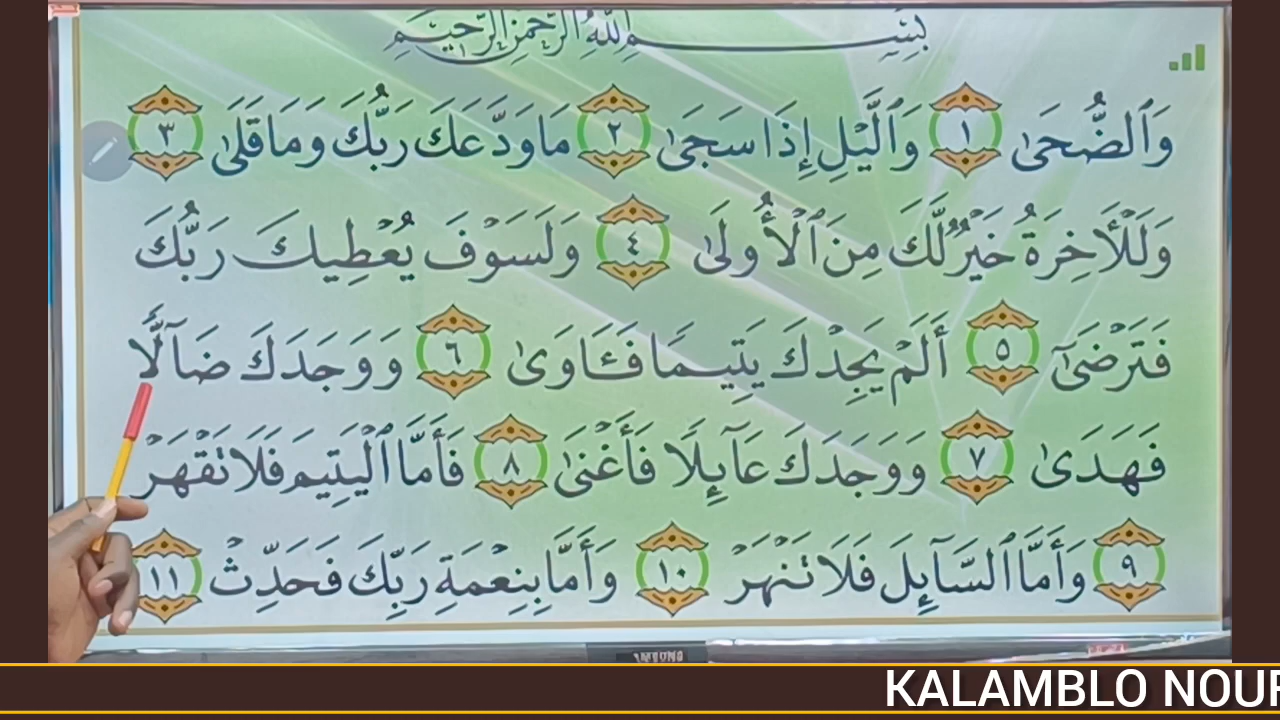 بِسْمِ ٱللَّهِ ٱلرَّحْمَٰنِ ٱلرَّحِيمِ
وَٱلضُّحَىٰ ١ وَٱلَّيْلِ إِذَا سَجَىٰ ٢ مَا وَدَّعَكَ رَبُّكَ وَمَا قَلَىٰ ٣
وَلَلْأٓخِرَةُ خَيْرٌ لَّكَ مِنَ ٱلْأُولَىٰ ٤ وَلَسَوْفَ يُعْطِيكَ رَبُّكَ
فَتَرْضَىٰٓ ٥ أَلَمْ يَجِدْكَ يَتِيمًا فَـَٔاوَىٰ ٦ وَوَجَدَكَ ضَآلًّا
فَهَدَىٰ ٧ وَوَجَدَكَ عَآئِلًا فَأَغْنَىٰ ٨ فَأَمَّا ٱلْيَتِيمَ فَلَا تَقْهَرْ
٩ وَأَمَّا ٱلسَّآئِلَ فَلَا تَنْهَرْ ١٠ وَأَمَّا بِنِعْمَةِ رَبِّكَ فَحَدِّثْ ١١
KALAMBLO NOUR